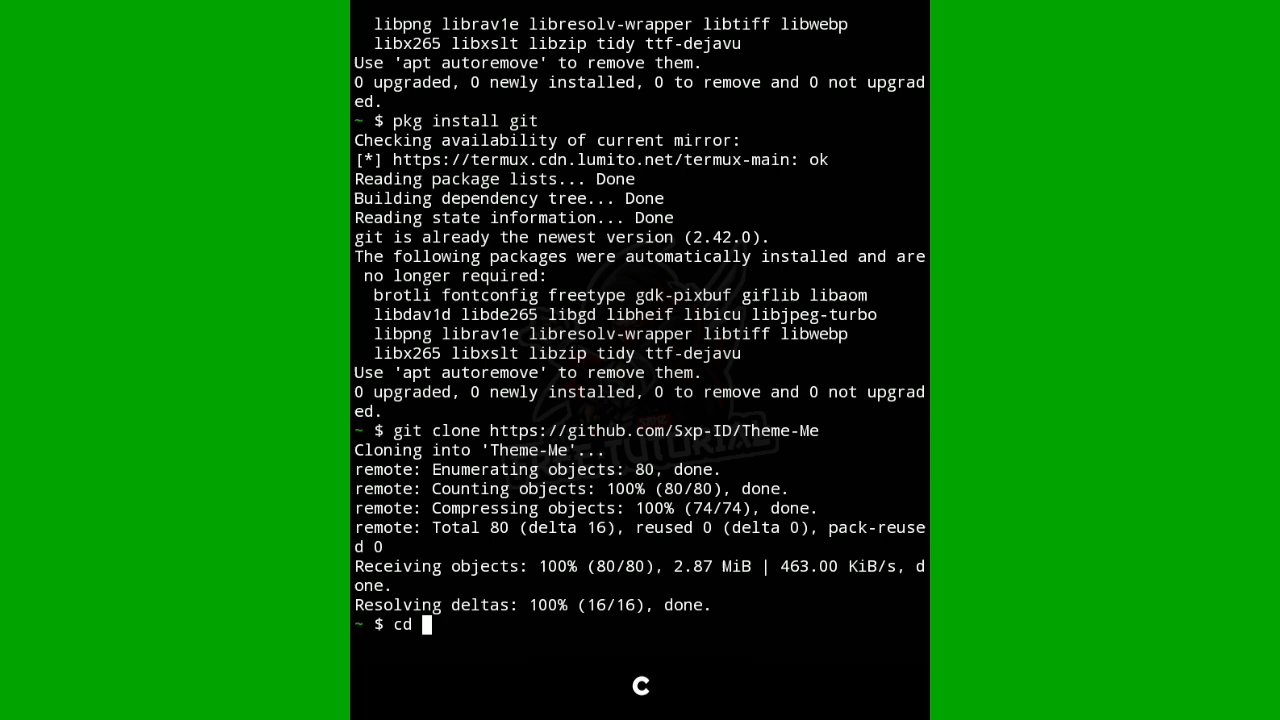 libpng librav1e libresolv-wrapper libtiff libwebp
libx265 libxslt libzip tidy ttf-dejavu
Use 'apt autoremove' to remove them.
0 upgraded, 0 newly installed, 0 to remove and 0 not upgrad
ed.
~ $ pkg install git
Checking availability of current mirror:
[*] https://termux.cdn.lumito.net/termux-main: ok
Reading package lists... Done
Building dependency tree... Done
Reading state information... Done
git is already the newest version (2.42.0).
The following packages were automatically installed and are
no longer required:
brotli fontconfig freetype gdk-pixbuf giflib libaom
libdav1d libde265 libgd libheif libicu libjpeg-turbo
libpng librav1e libresolv-wrapper libtiff libwebp
libx265 libxslt libzip tidy ttf-dejavu
Use 'apt autoremove' to remove them.
0 upgraded, 0 newly installed, 0 to remove and 0 not upgrad
ed.
~ $ git clone https://github.com/Sxp-ID/Theme-Me
Cloning into 'Theme-Me'...
remote: Enumerating objects: 80, done.
remote: Counting objects: 100% (80/80), done.
remote: Compressing objects: 100% (74/74), done.
remote: Total 80 (delta 16), reused 0 (delta 0), pack-reuse
d 0
Receiving objects: 100% (80/80), 2.87 MiB | 463.00 KiB/s, d
one.
Resolving deltas: 100% (16/16), done.
~ $ cd
C